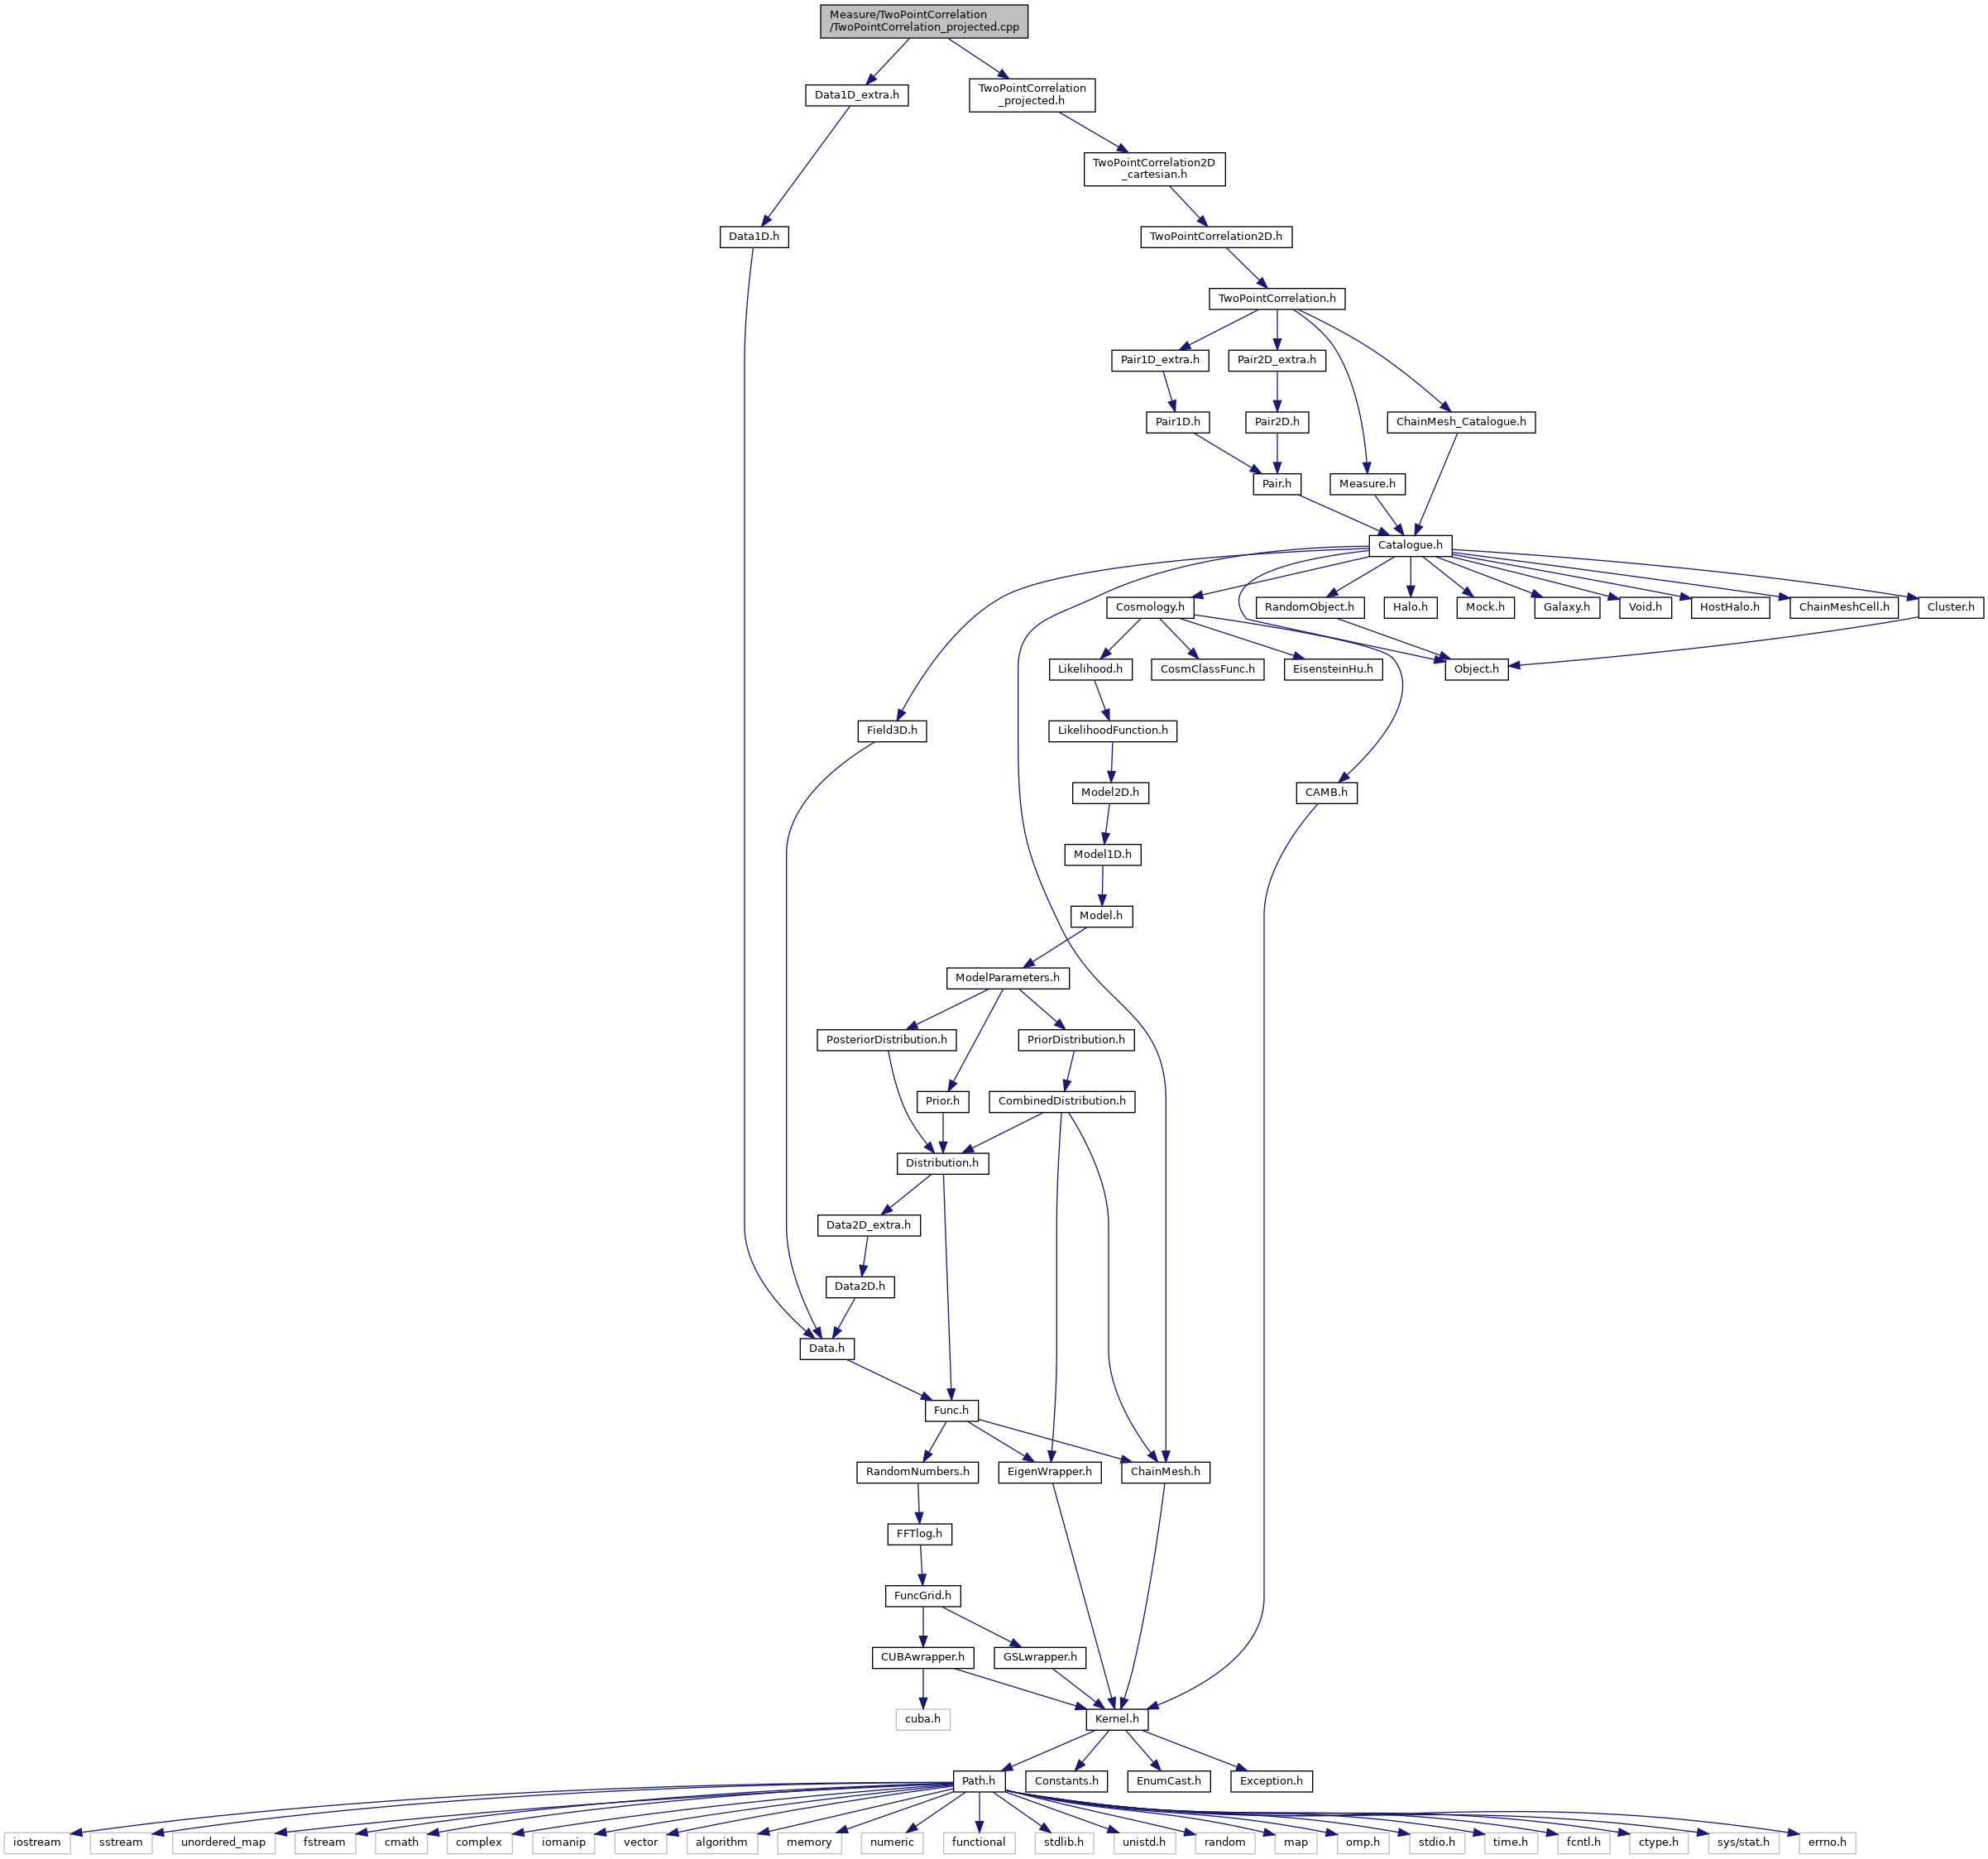 Measure/TwoPointCorrelation
/TwoPointCorrelation_projected.cpp
Data1D_extra.h
TwoPointCorrelation
_projected.h
TwoPointCorrelation2D
_cartesian.h
Data1D.h
TwoPointCorrelation2D.h
TwoPointCorrelation.h
Pair1D_extra.h
Pair2D_extra.h
Pair1D.h
Pair2D.h
ChainMesh_Catalogue.h
Pair.h
Measure.h
Catalogue.h
Cosmology.h
RandomObject.h
Halo.h
Mock.h
Galaxy.h
Void.h
HostHalo.h
ChainMeshCell.h
Cluster.h
Likelihood.h
CosmClassFunc.h
EisensteinHu.h
Object.h
Field3D.h
LikelihoodFunction.h
Model2D.h
CAMB.h
Model1D.h
Model.h
ModelParameters.h
PosteriorDistribution.h
PriorDistribution.h
Prior.h
CombinedDistribution.h
Distribution.h
Data2D_extra.h
Data2D.h
Data.h
Func.h
RandomNumbers.h
EigenWrapper.h
ChainMesh.h
FFTlog.h
FuncGrid.h
CUBAwrapper.h
GSLwrapper.h
cuba.h
Kernel.h
Path.h
Constants.h
EnumCast.h
Exception.h
iostream
sstream
unordered_map
fstream
cmath
complex
iomanip
vector
algorithm
memory
numeric
functional
stdlib.h
unistd.h
random
map
omp.h
stdio.h
time.h
fcntl.h
ctype.h
sys/stat.h
errno.h